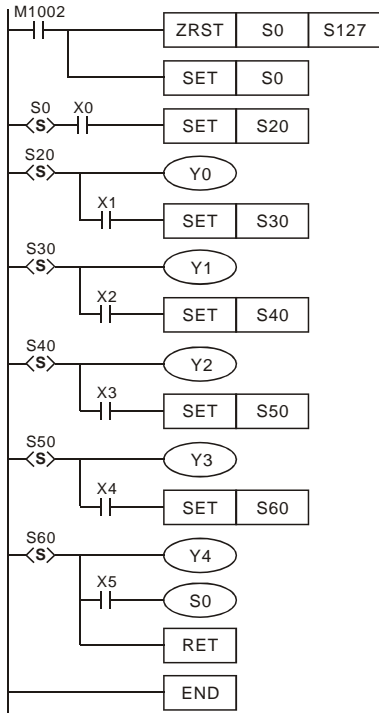 M1002
ZRST S0 S127
SET S0
S0 X0
S SET S20
S20
S Y0
X1
SET S30
S30
S Y1
X2
SET S40
S40
S Y2
X3
SET S50
S50
S Y3
X4
SET S60
S60
S Y4
X5
S0
RET
END